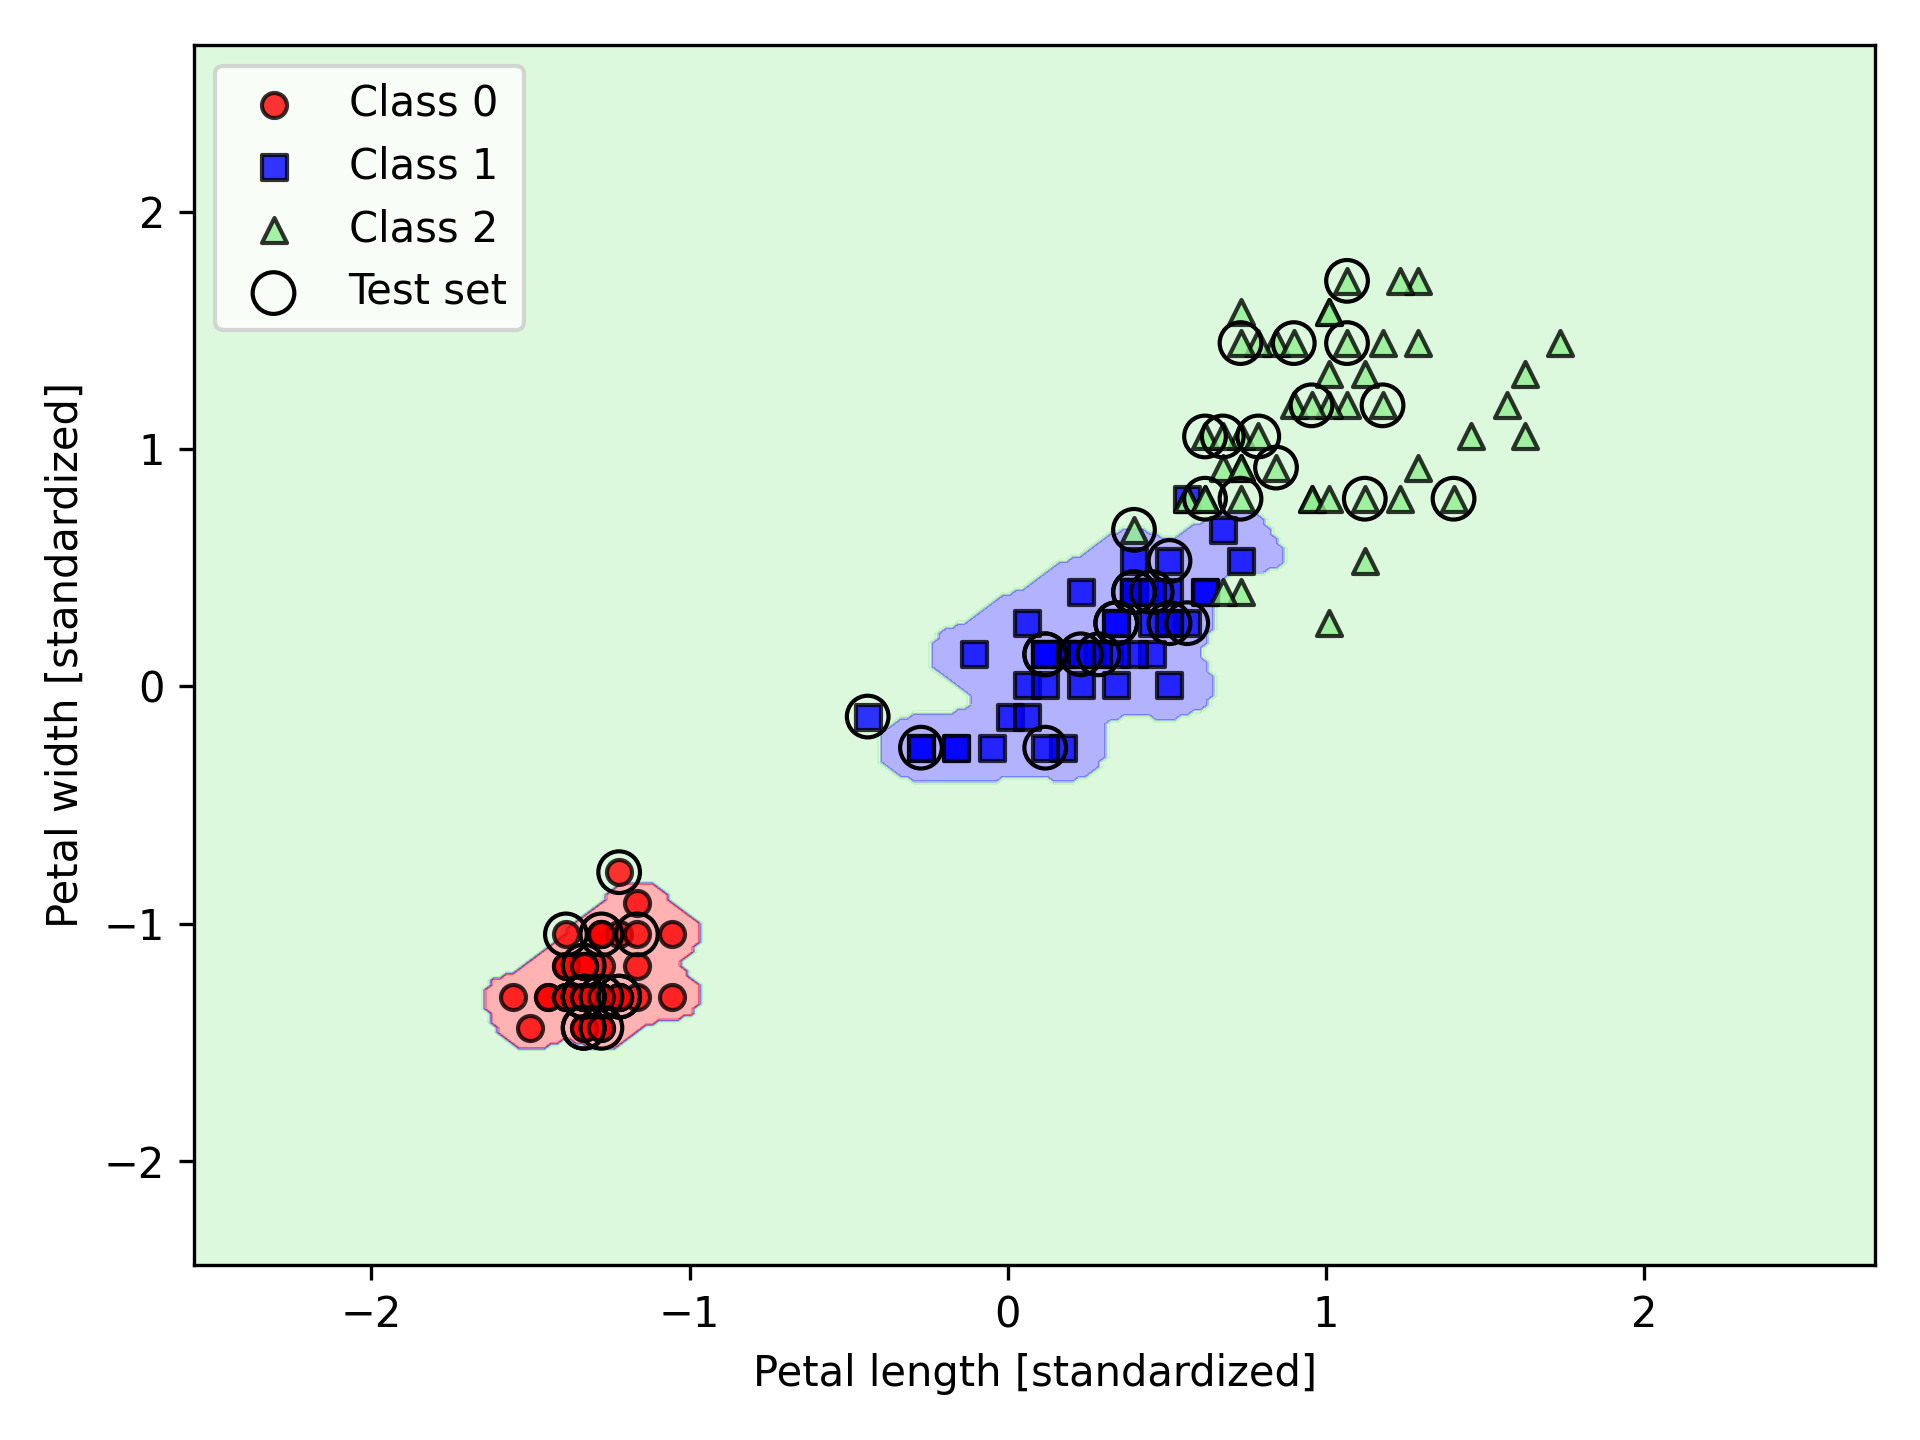 Class 0
Class 1
Class 2
Test set
2
1
0
−1
−2
Petal width [standardized]
−2
−1
0
1
2
Petal length [standardized]